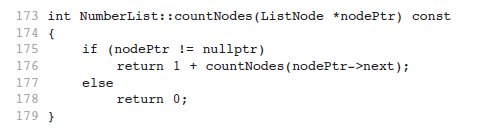 173 int NumberList::countNodes(ListNode *nodePtr) const
174 {
175     if (nodePtr != nullptr)
176         return 1 + countNodes(nodePtr->next);
177     else
178         return 0;
179 }